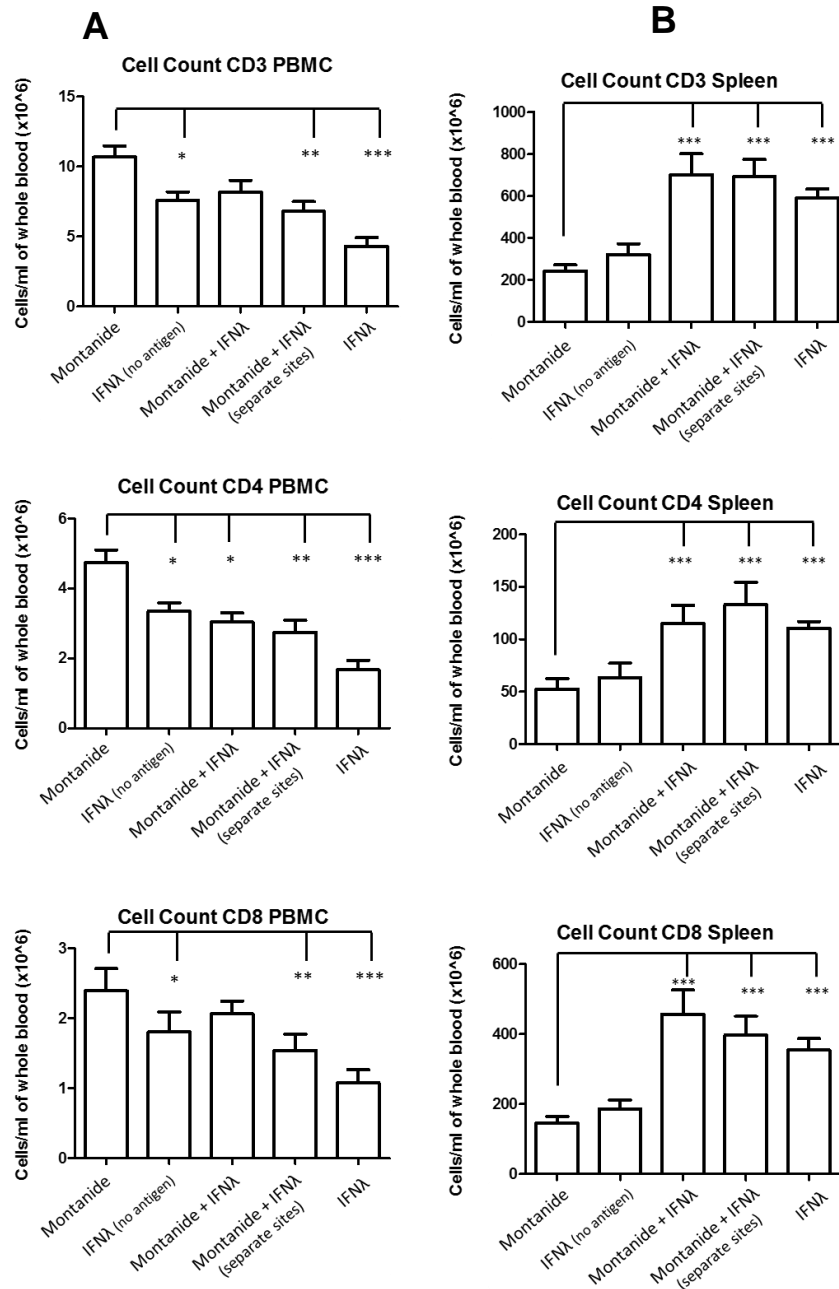 A
Cell Count CD3 PBMC
Cells/ml of whole blood (x10^6)
15
10
5
0
* ** ***
Montanide
IFNλ (no antigen)
Montanide + IFNλ
Montanide + IFNλ
(separate sites)
IFNλ
Cell Count CD4 PBMC
Cells/ml of whole blood (x10^6)
6
4
2
0
* * ** ***
Montanide
IFNλ (no antigen)
Montanide + IFNλ
Montanide + IFNλ
(separate sites)
IFNλ
Cell Count CD8 PBMC
Cells/ml of whole blood (x10^6)
3
2
1
0
* ** ***
Montanide
IFNλ (no antigen)
Montanide + IFNλ
Montanide + IFNλ
(separate sites)
IFNλ
B
Cell Count CD3 Spleen
Cells/ml of whole blood (x10^6)
1000
800
600
400
200
0
*** *** ***
Montanide
IFNλ (no antigen)
Montanide + IFNλ
Montanide + IFNλ
(separate sites)
IFNλ
Cell Count CD4 Spleen
Cells/ml of whole blood (x10^6)
200
150
100
50
0
*** *** ***
Montanide
IFNλ (no antigen)
Montanide + IFNλ
Montanide + IFNλ
(separate sites)
IFNλ
Cell Count CD8 Spleen
Cells/ml of whole blood (x10^6)
600
400
200
0
*** *** ***
Montanide
IFNλ (no antigen)
Montanide + IFNλ
Montanide + IFNλ
(separate sites)
IFNλ